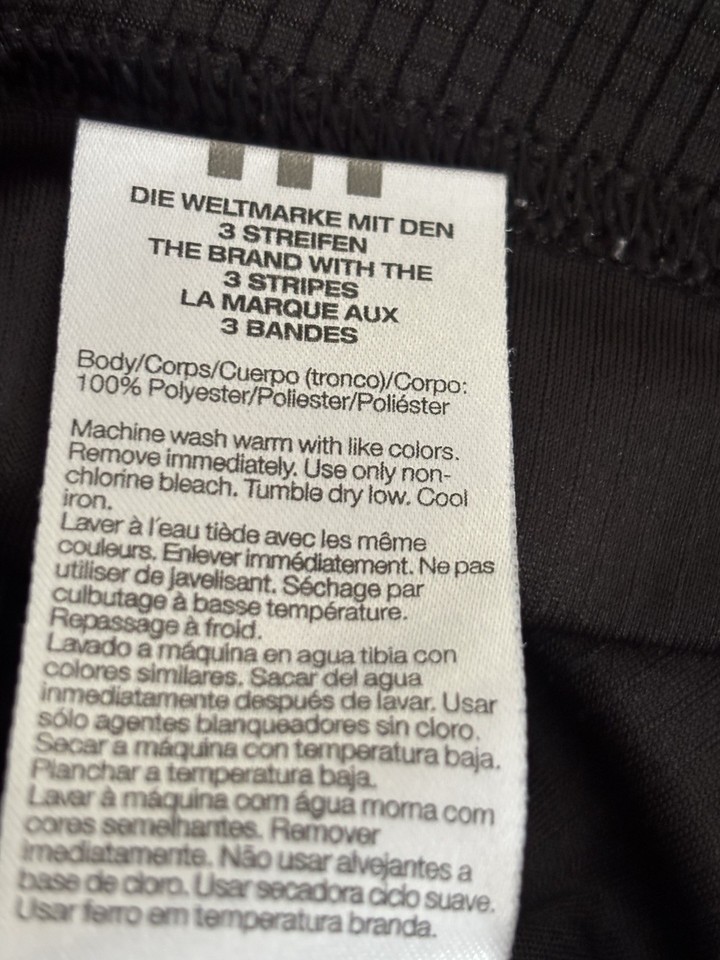 DIE WELTMARKE MIT DEN
3 STREIFEN
THE BRAND WITH THE
3 STRIPES
LA MARQUE AUX
3 BANDES
Body/Corps/Cuerpo (tronco)/Corpo:
100% Polyester/Poliester/Poliéster
Machine wash warm with like colors.
Remove immediately. Use only non-
chlorine bleach. Tumble dry low. Cool
iron.
Laver à l'eau tiède avec les même
couleurs. Enlever immédiatement. Ne pas
utiliser de javelisant. Séchage par
culbutage à basse température.
Repassage à froid.
Lavado a máquina en agua tibia con
colores similares. Sacar del agua
inmediatamente después de lavar. Usar
sólo agentes blanqueadores sin cloro.
Secar a máquina con temperatura baja.
Planchar a temperatura baja.
Lavar à máquina com água morna com
cores semelhantes. Remover
imediatamente. Não usar alvejantes a
base de cloro. Usar secadora ciclo suave.
Usar ferro em temperatura branda.